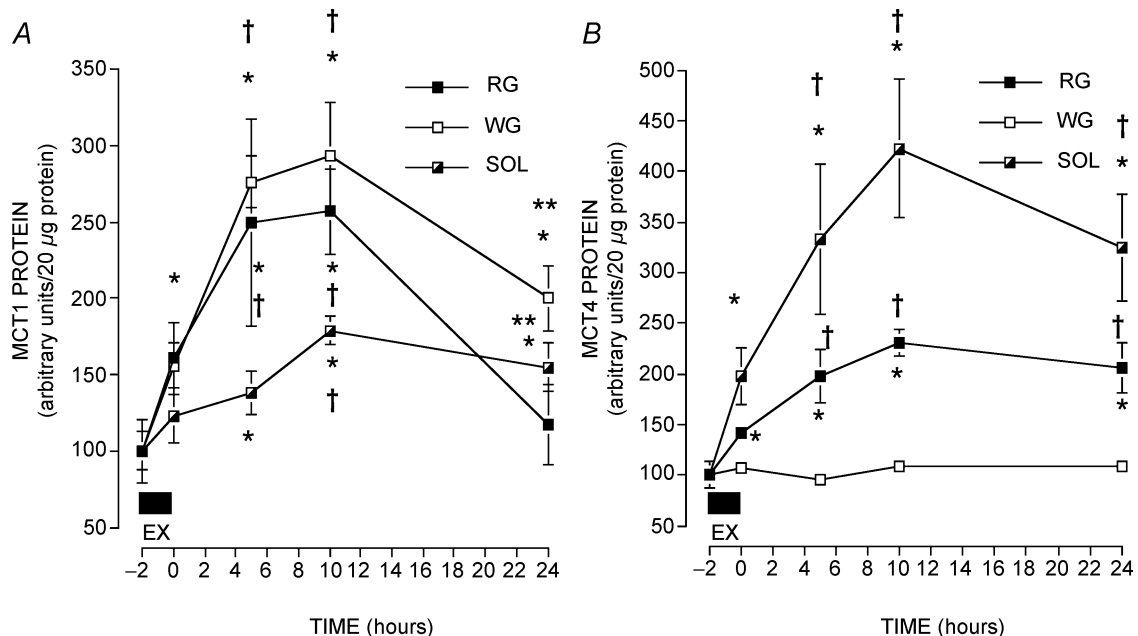 A
† †
* *
350
300
250
200
150
100
50
MCT1 PROTEIN
(arbitrary units/20 µg protein)
RG
WG
SOL
*
* *
† †
*
†
*
**
*
**
*
EX
–2 0 2 4 6 8 10 12 14 16 18 20 22 24
TIME (hours)
B
†
*
†
*
†
*
500
450
400
350
300
250
200
150
100
50
MCT4 PROTEIN
(arbitrary units/20 µg protein)
RG
WG
SOL
*
† † †
* * * *
EX
–2 0 2 4 6 8 10 12 14 16 18 20 22 24
TIME (hours)